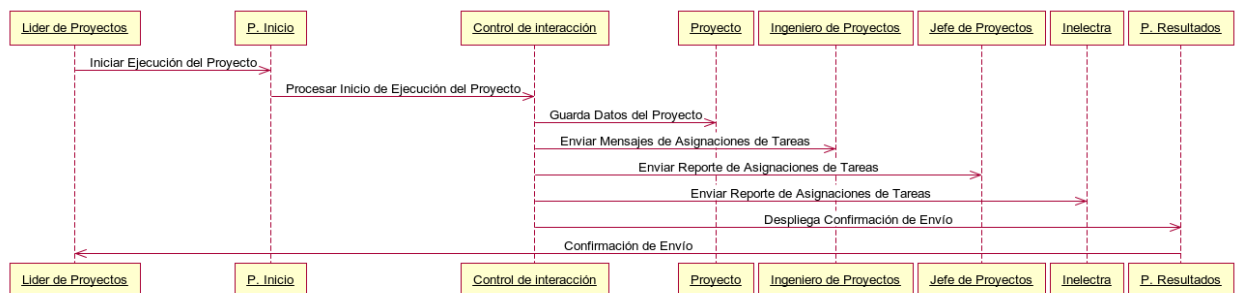 Lider de Proyectos P. Inicio Control de interacción Proyecto Ingeniero de Proyectos Jefe de Proyectos Inelectra P. Resultados
Iniciar Ejecución del Proyecto
Procesar Inicio de Ejecución del Proyecto
Guarda Datos del Proyecto
Enviar Mensajes de Asignaciones de Tareas
Enviar Reporte de Asignaciones de Tareas
Enviar Reporte de Asignaciones de Tareas
Despliega Confirmación de Envío
Confirmación de Envío
Lider de Proyectos P. Inicio Control de interacción Proyecto Ingeniero de Proyectos Jefe de Proyectos Inelectra P. Resultados